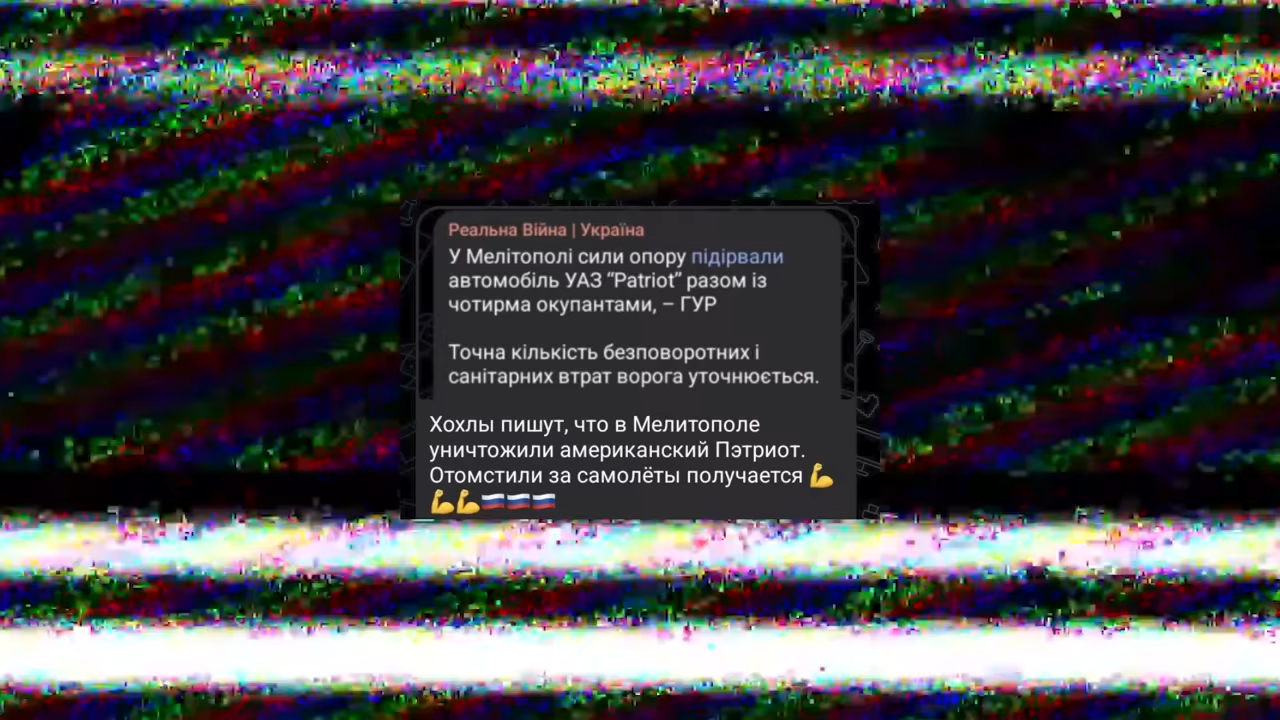 Реальна Війна | Україна
У Мелітополі сили опору підірвали
автомобіль УАЗ “Patriot” разом із
чотирма окупантами, – ГУР
Точна кількість безповоротних і
санітарних втрат ворога уточнюється.
Хохлы пишут, что в Мелитополе
уничтожили американский Пэтриот.
Отомстили за самолёты получается 💪
💪💪🇷🇺🇷🇺🇷🇺